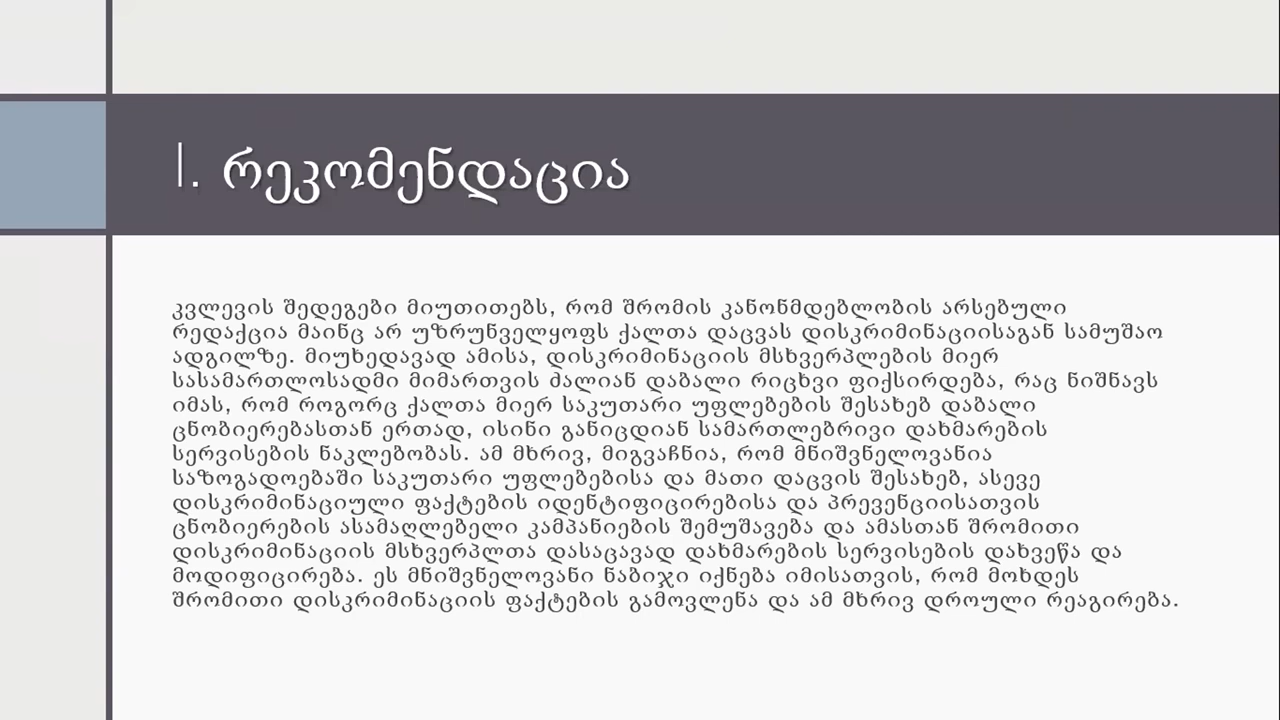 I. რეკომენდაცია
კვლევის შედეგები მიუთითებს, რომ შრომის კანონმდებლობის არსებული
რედაქცია მაინც არ უზრუნველყოფს ქალთა დაცვას დისკრიმინაციისაგან სამუშაო
ადგილზე. მიუხედავად ამისა, დისკრიმინაციის მსხვერპლების მიერ
სასამართლოსადმი მიმართვის ძალიან დაბალი რიცხვი ფიქსირდება, რაც ნიშნავს
იმას, რომ როგორც ქალთა მიერ საკუთარი უფლებების შესახებ დაბალი
ცნობიერებასთან ერთად, ისინი განიცდიან სამართლებრივი დახმარების
სერვისების ნაკლებობას. ამ მხრივ, მიგვაჩნია, რომ მნიშვნელოვანია
საზოგადოებაში საკუთარი უფლებებისა და მათი დაცვის შესახებ, ასევე
დისკრიმინაციული ფაქტების იდენტიფიცირებისა და პრევენციისათვის
ცნობიერების ასამაღლებელი კამპანიების შემუშავება და ამასთან შრომითი
დისკრიმინაციის მსხვერპლთა დასაცავად დახმარების სერვისების დახვეწა და
მოდიფიცირება. ეს მნიშვნელოვანი ნაბიჯი იქნება იმისათვის, რომ მოხდეს
შრომითი დისკრიმინაციის ფაქტების გამოვლენა და ამ მხრივ დროული რეაგირება.